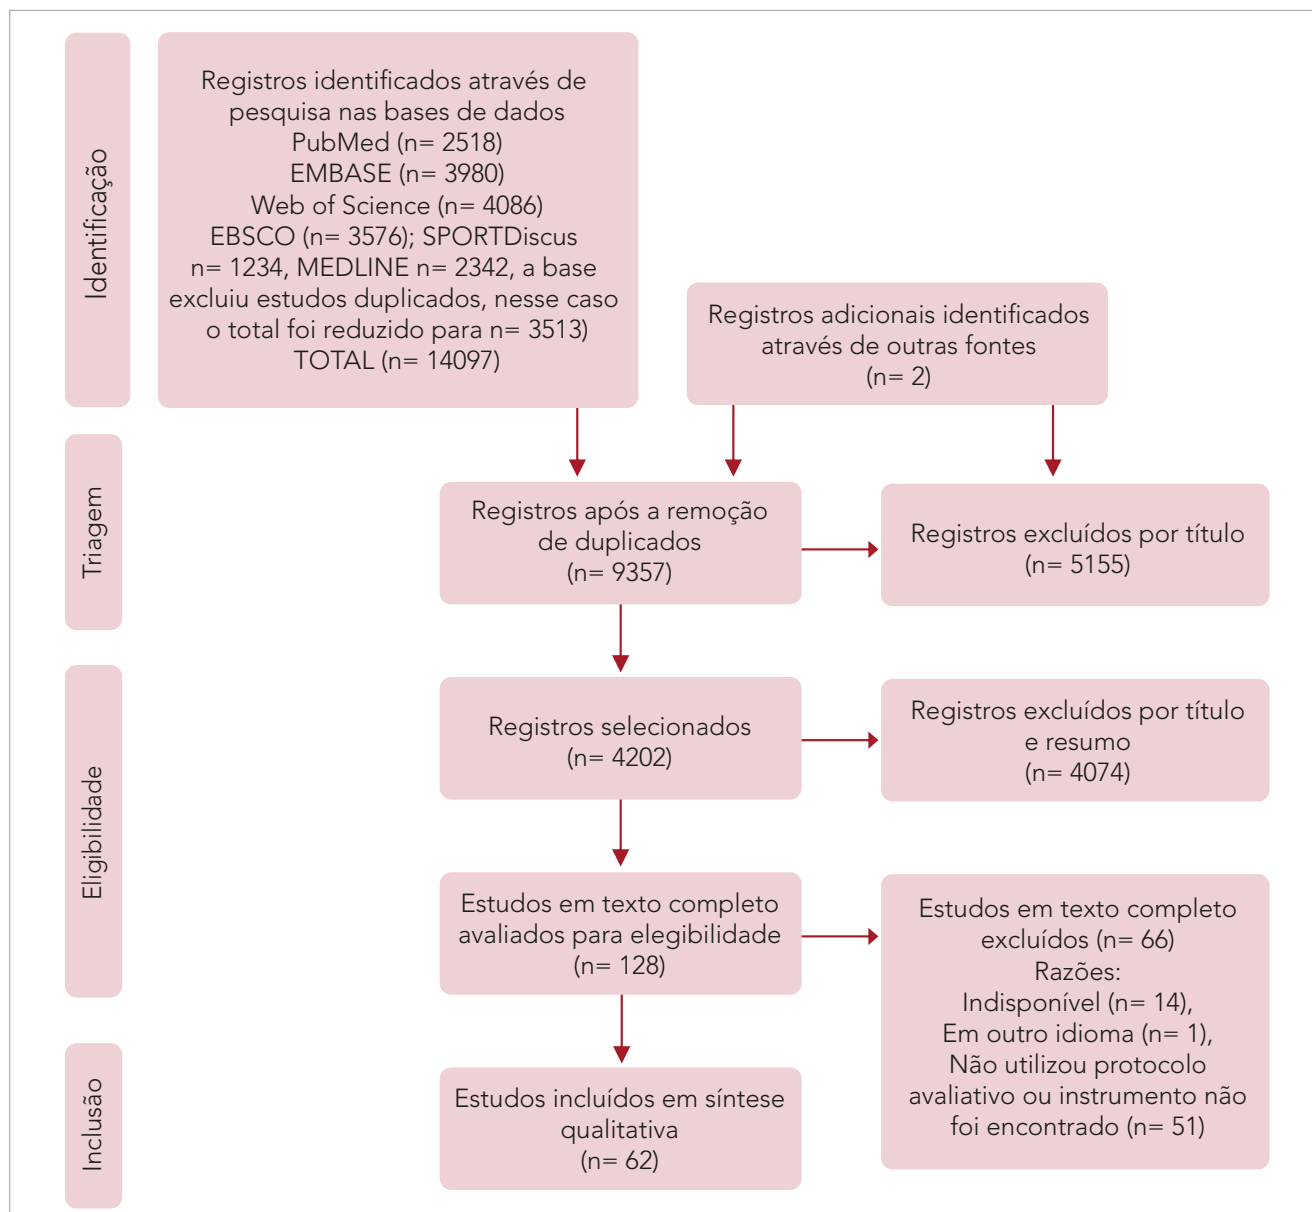 Identificação
Registros identificados através de
pesquisa nas bases de dados
PubMed (n= 2518)
EMBASE (n= 3980)
Web of Science (n= 4086)
EBSCO (n= 3576); SPORTDiscus
n= 1234, MEDLINE n= 2342, a base
excluiu estudos duplicados, nesse caso
o total foi reduzido para n= 3513)
TOTAL (n= 14097)
Registros adicionais identificados
através de outras fontes
(n= 2)
Triagem
Registros após a remoção
de duplicados
(n= 9357)
Registros excluídos por título
(n= 5155)
Eligibilidade
Registros selecionados
(n= 4202)
Registros excluídos por título
e resumo
(n= 4074)
Estudos em texto completo
avaliados para elegibilidade
(n= 128)
Estudos em texto completo
excluídos (n= 66)
Razões:
Indisponível (n= 14),
Em outro idioma (n= 1),
Não utilizou protocolo
avaliativo ou instrumento não
foi encontrado (n= 51)
Inclusão
Estudos incluídos em síntese
qualitativa
(n= 62)